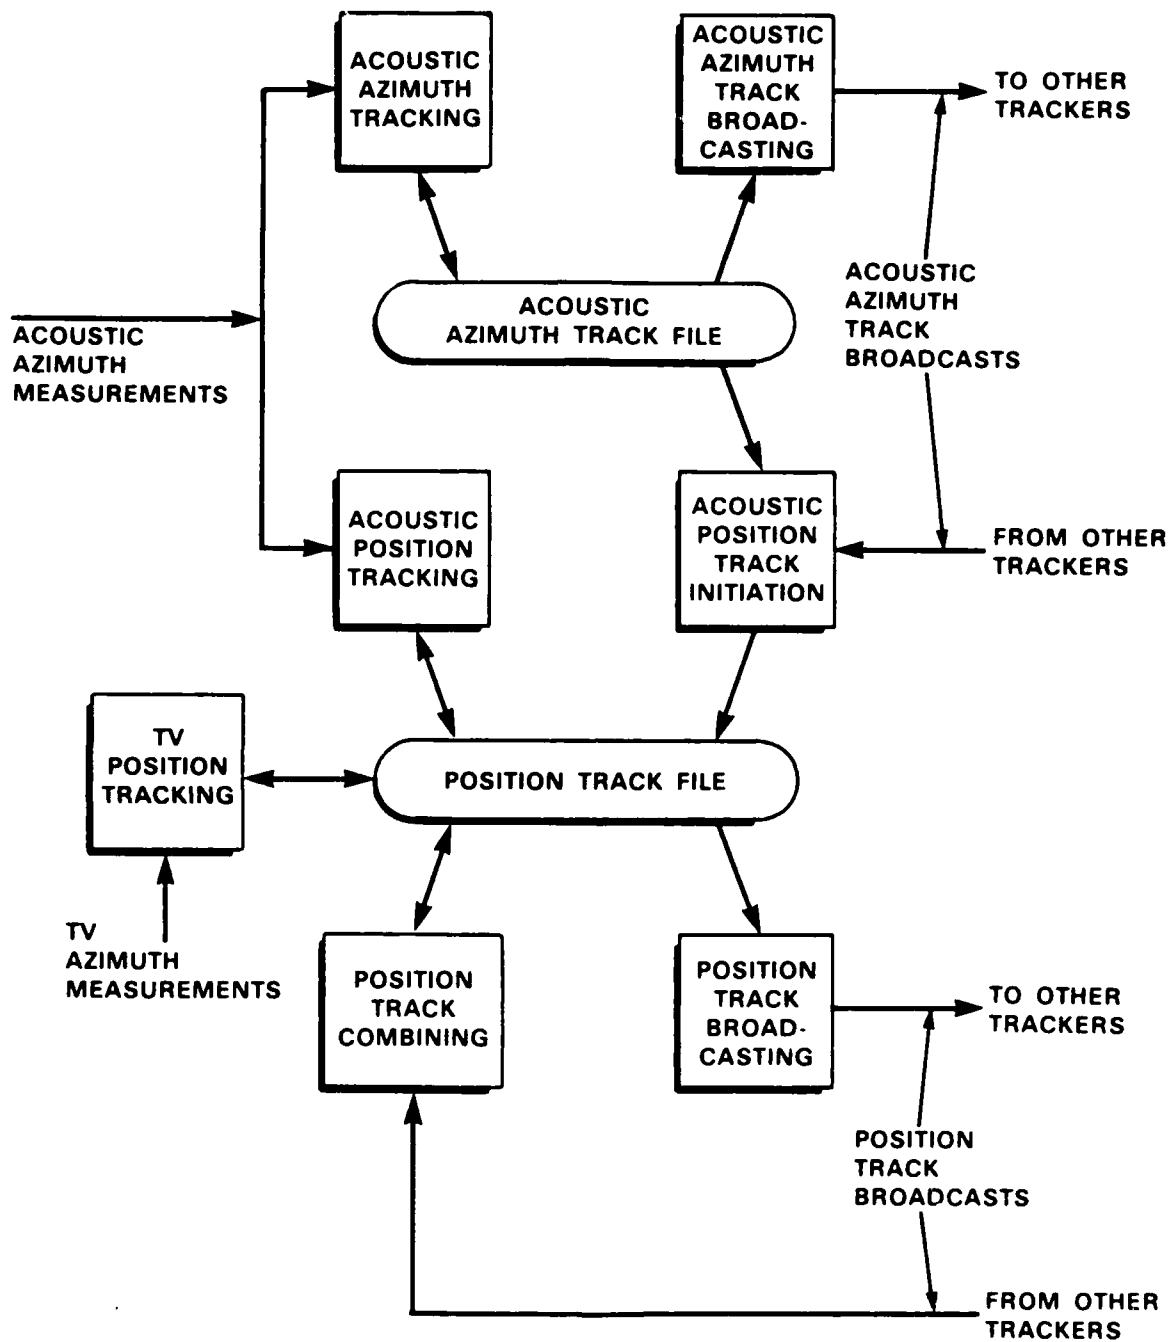 ACOUSTIC
AZIMUTH
TRACKING
ACOUSTIC
AZIMUTH
TRACK
BROAD-
CASTING
TO OTHER
TRACKERS
ACOUSTIC
AZIMUTH TRACK FILE
ACOUSTIC
AZIMUTH
TRACK
BROADCASTS
ACOUSTIC
AZIMUTH
MEASUREMENTS
ACOUSTIC
POSITION
TRACKING
ACOUSTIC
POSITION
TRACK
INITIATION
FROM OTHER
TRACKERS
TV
POSITION
TRACKING
POSITION TRACK FILE
TV
AZIMUTH
MEASUREMENTS
POSITION
TRACK
COMBINING
POSITION
TRACK
BROAD-
CASTING
TO OTHER
TRACKERS
POSITION
TRACK
BROADCASTS
FROM OTHER
TRACKERS